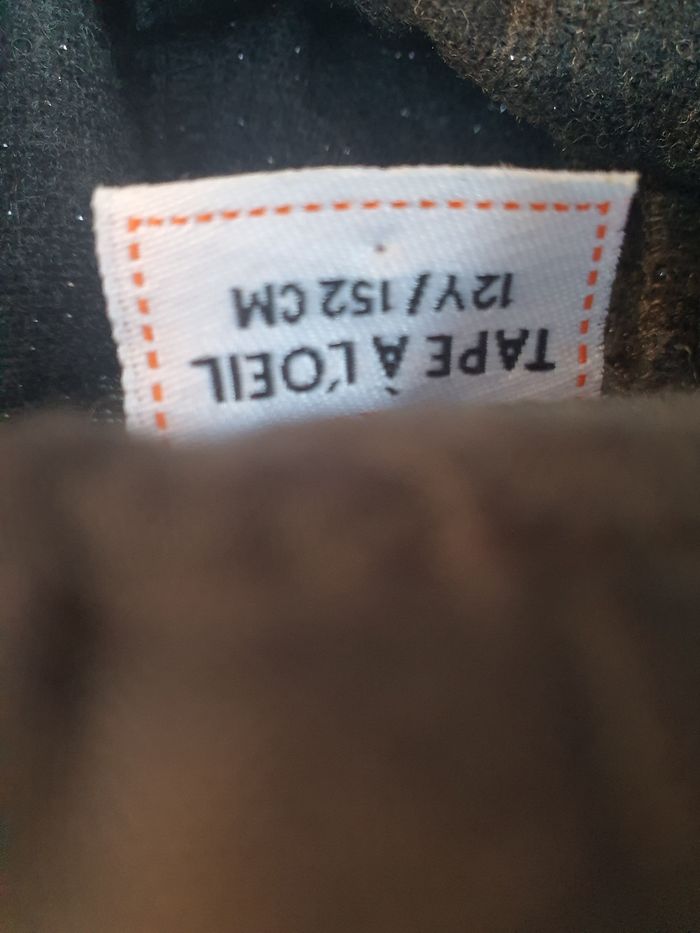 TAPE À L'OEIL
12Y/152 CM